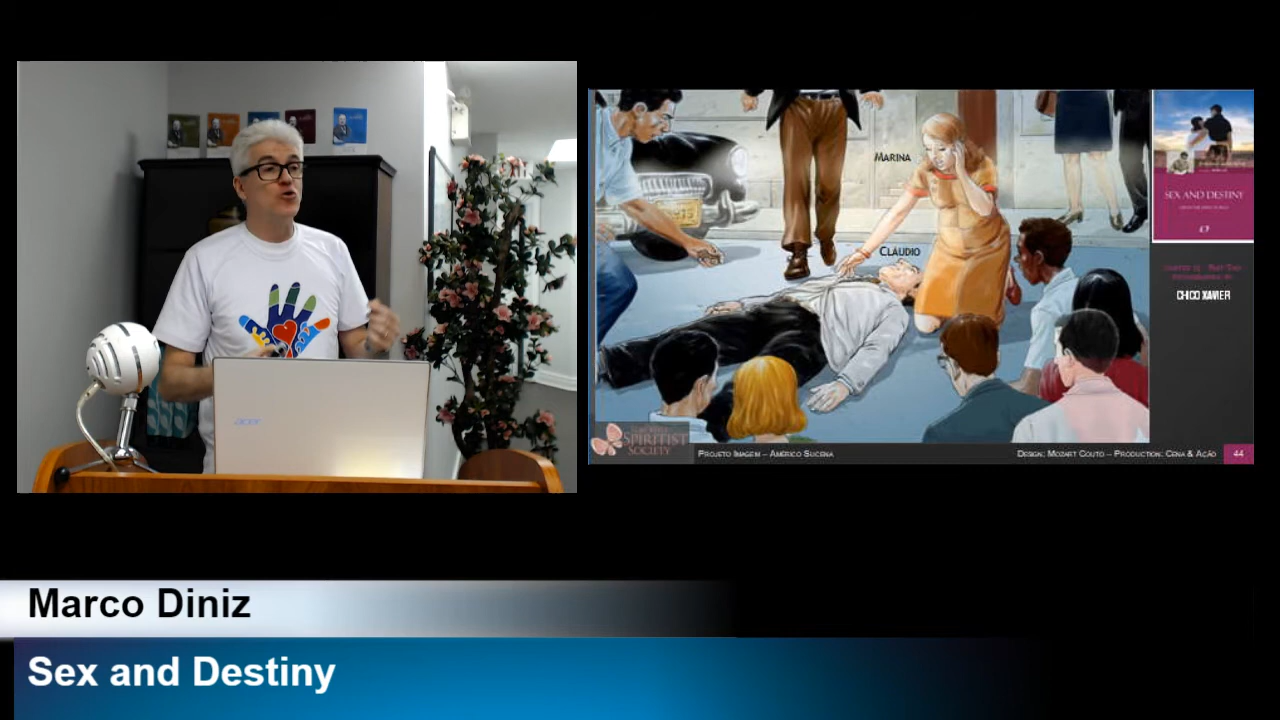 acer
MARINA
CLÁUDIO
SEX AND DESTINY
CHICO XAVIER
SPIRITIST
SOCIETY
PROJETO IMAGEM – AMÉRICO SUCENA
DESIGN: MOZART COUTO – PRODUCTION: CENA & AÇÃO
44
Marco Diniz
Sex and Destiny